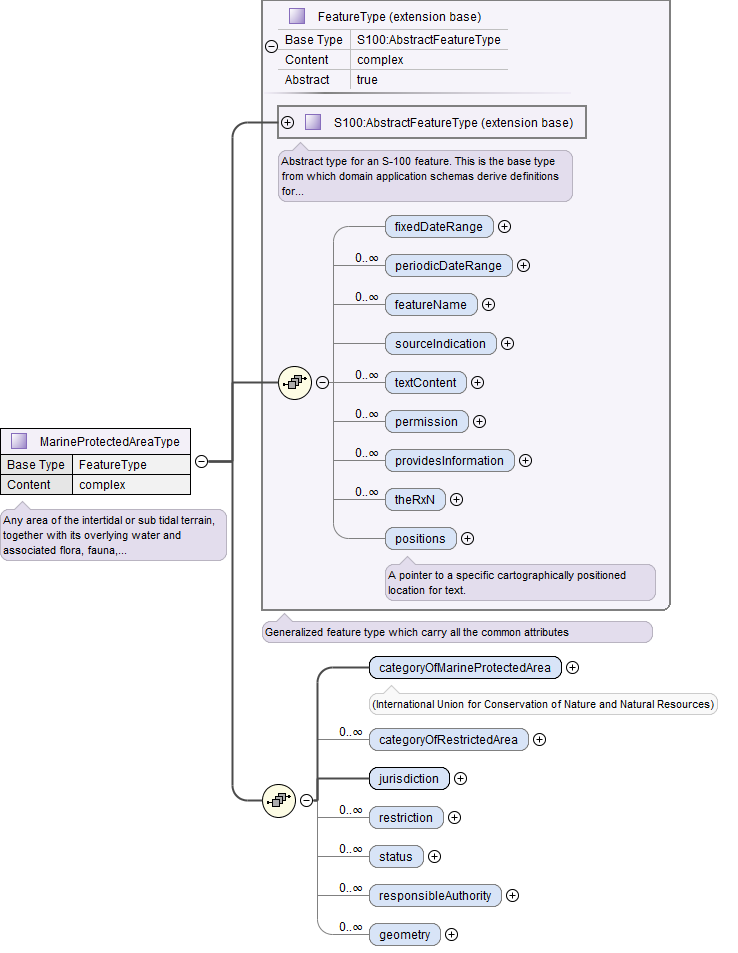 FeatureType (extension base)
Base Type S100:AbstractFeatureType
Content complex
Abstract true
S100:AbstractFeatureType (extension base)
Abstract type for an S-100 feature. This is the base type
from which domain application schemas derive definitions
for...
fixedDateRange
0..∞ periodicDateRange
0..∞ featureName
sourceIndication
0..∞ textContent
0..∞ permission
0..∞ providesInformation
0..∞ theRxN
positions
A pointer to a specific cartographically positioned
location for text.
Generalized feature type which carry all the common attributes
MarineProtectedAreaType
Base Type FeatureType
Content complex
Any area of the intertidal or sub tidal terrain,
together with its overlying water and
associated flora, fauna,...
categoryOfMarineProtectedArea
(International Union for Conservation of Nature and Natural Resources)
0..∞ categoryOfRestrictedArea
jurisdiction
0..∞ restriction
0..∞ status
0..∞ responsibleAuthority
0..∞ geometry